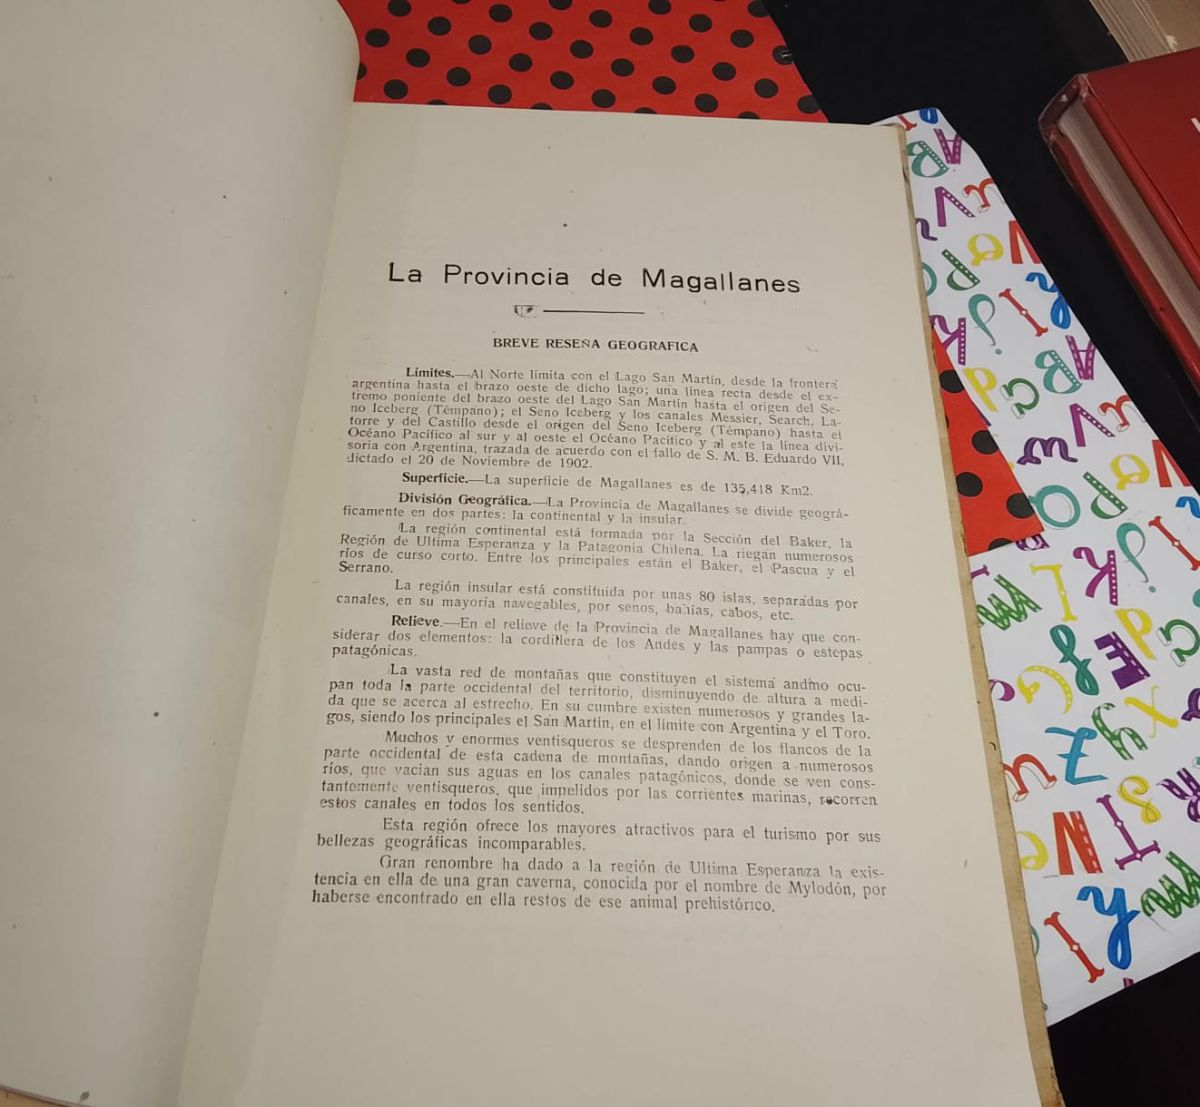 La Provincia de Magallanes
BREVE RESEÑA GEOGRAFICA
Límites.—Al Norte limita con el Lago San Martín, desde la frontera
argentina hasta el brazo oeste de dicho lago; una línea recta desde el ex-
tremo poniente del brazo oeste del Lago San Martín hasta el origen del Se-
no Iceberg (Témpano); el Seno Iceberg y los canales Messier, Search, La-
torre y del Castillo desde el origen del Seno Iceberg (Témpano) hasta el
Océano Pacífico al sur y al oeste el Océano Pacífico y al este la línea divi-
soria con Argentina, trazada de acuerdo con el fallo de S. M. B. Eduardo VII,
dictado el 20 de Noviembre de 1902.
Superficie.—La superficie de Magallanes es de 135,418 Km2.
División Geográfica.—La Provincia de Magallanes se divide geográ-
ficamente en dos partes: la continental y la insular.
La región continental está formada por la Sección del Baker, la
Región de Ultima Esperanza y la Patagonia Chilena. La riegan numerosos
ríos de curso corto. Entre los principales están el Baker, el Pascua y el
Serrano.
La región insular está constituída por unas 80 islas, separadas por
canales, en su mayoría navegables, por senos, bahías, cabos, etc.
Relieve.—En el relieve de la Provincia de Magallanes hay que con-
siderar dos elementos: la cordillera de los Andes y las pampas o estepas
patagónicas.
La vasta red de montañas que constituyen el sistema andino ocu-
pan toda la parte occidental del territorio, disminuyendo de altura a medi-
da que se acerca al estrecho. En su cumbre existen numerosos y grandes la-
gos, siendo los principales el San Martín, en el límite con Argentina y el Toro.
Muchos y enormes ventisqueros se desprenden de los flancos de la
parte occidental de esta cadena de montañas, dando origen a numerosos
ríos, que vacian sus aguas en los canales patagónicos, donde se ven cons-
tantemente ventisqueros, que impelidos por las corrientes marinas, recorren
estos canales en todos los sentidos.
Esta región ofrece los mayores atractivos para el turismo por sus
bellezas geográficas incomparables.
Gran renombre ha dado a la región de Ultima Esperanza la exis-
tencia en ella de una gran caverna, conocida por el nombre de Mylodón, por
haberse encontrado en ella restos de ese animal prehistórico.